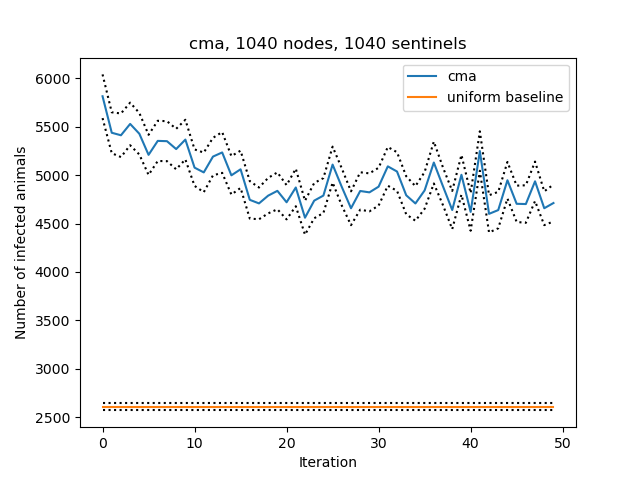 cma, 1040 nodes, 1040 sentinels
cma
uniform baseline
Number of infected animals
6000
5500
5000
4500
4000
3500
3000
2500
0 10 20 30 40 50
Iteration